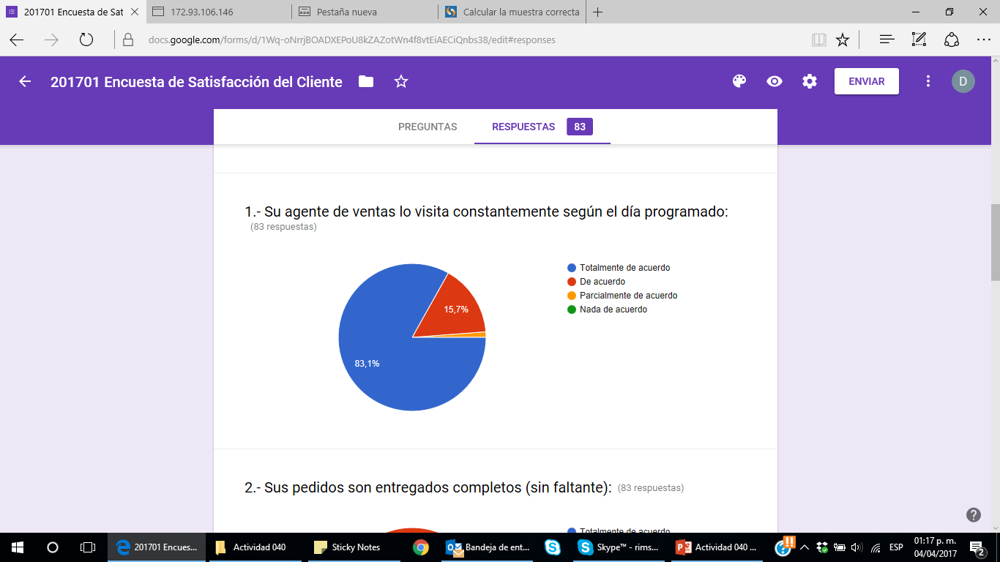 201701 Encuesta de Sat
172.93.106.146
Pestaña nueva
Calcular la muestra correcta
docs.google.com/forms/d/1Wq-oNrrjBOADXEPoU8kZAZotWn4f8vtEiAECiQnbs38/edit#responses
201701 Encuesta de Satisfacción del Cliente
ENVIAR
D
PREGUNTAS
RESPUESTAS 83
1.- Su agente de ventas lo visita constantemente según el día programado:
(83 respuestas)
Totalmente de acuerdo
De acuerdo
Parcialmente de acuerdo
Nada de acuerdo
15,7%
83,1%
2.- Sus pedidos son entregados completos (sin faltante): (83 respuestas)
Totalmente de acuerdo
201701 Encues...
Actividad 040
Sticky Notes
Bandeja de ent...
Skype™ - rims...
Actividad 040 ...
ESP
01:17 p. m.
04/04/2017
2